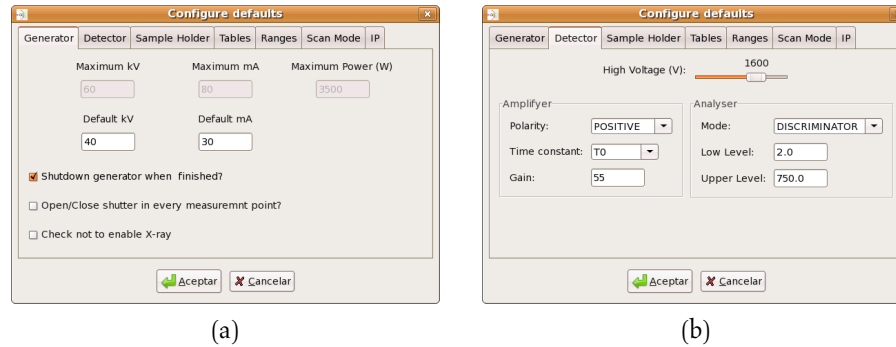 Configure defaults
Generator Detector Sample Holder Tables Ranges Scan Mode IP
Maximum kV Maximum mA Maximum Power (W)
60 80 3500
Default kV Default mA
40 30
Shutdown generator when finished?
Open/Close shutter in every measuremnt point?
Check not to enable X-ray
Aceptar Cancelar
(a)
Configure defaults
Generator Detector Sample Holder Tables Ranges Scan Mode IP
High Voltage (V): 1600
Amplifyer
Polarity: POSITIVE
Time constant: T0
Gain: 55
Analyser
Mode: DISCRIMINATOR
Low Level: 2.0
Upper Level: 750.0
Aceptar Cancelar
(b)